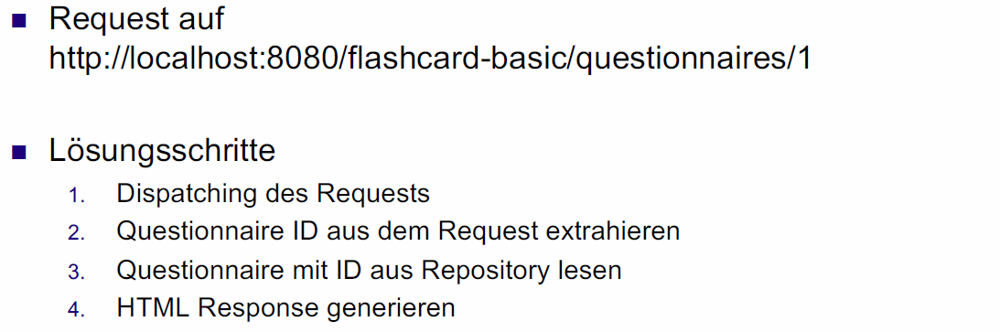 Request auf
http://localhost:8080/flashcard-basic/questionnaires/1
Lösungsschritte
1. Dispatching des Requests
2. Questionnaire ID aus dem Request extrahieren
3. Questionnaire mit ID aus Repository lesen
4. HTML Response generieren